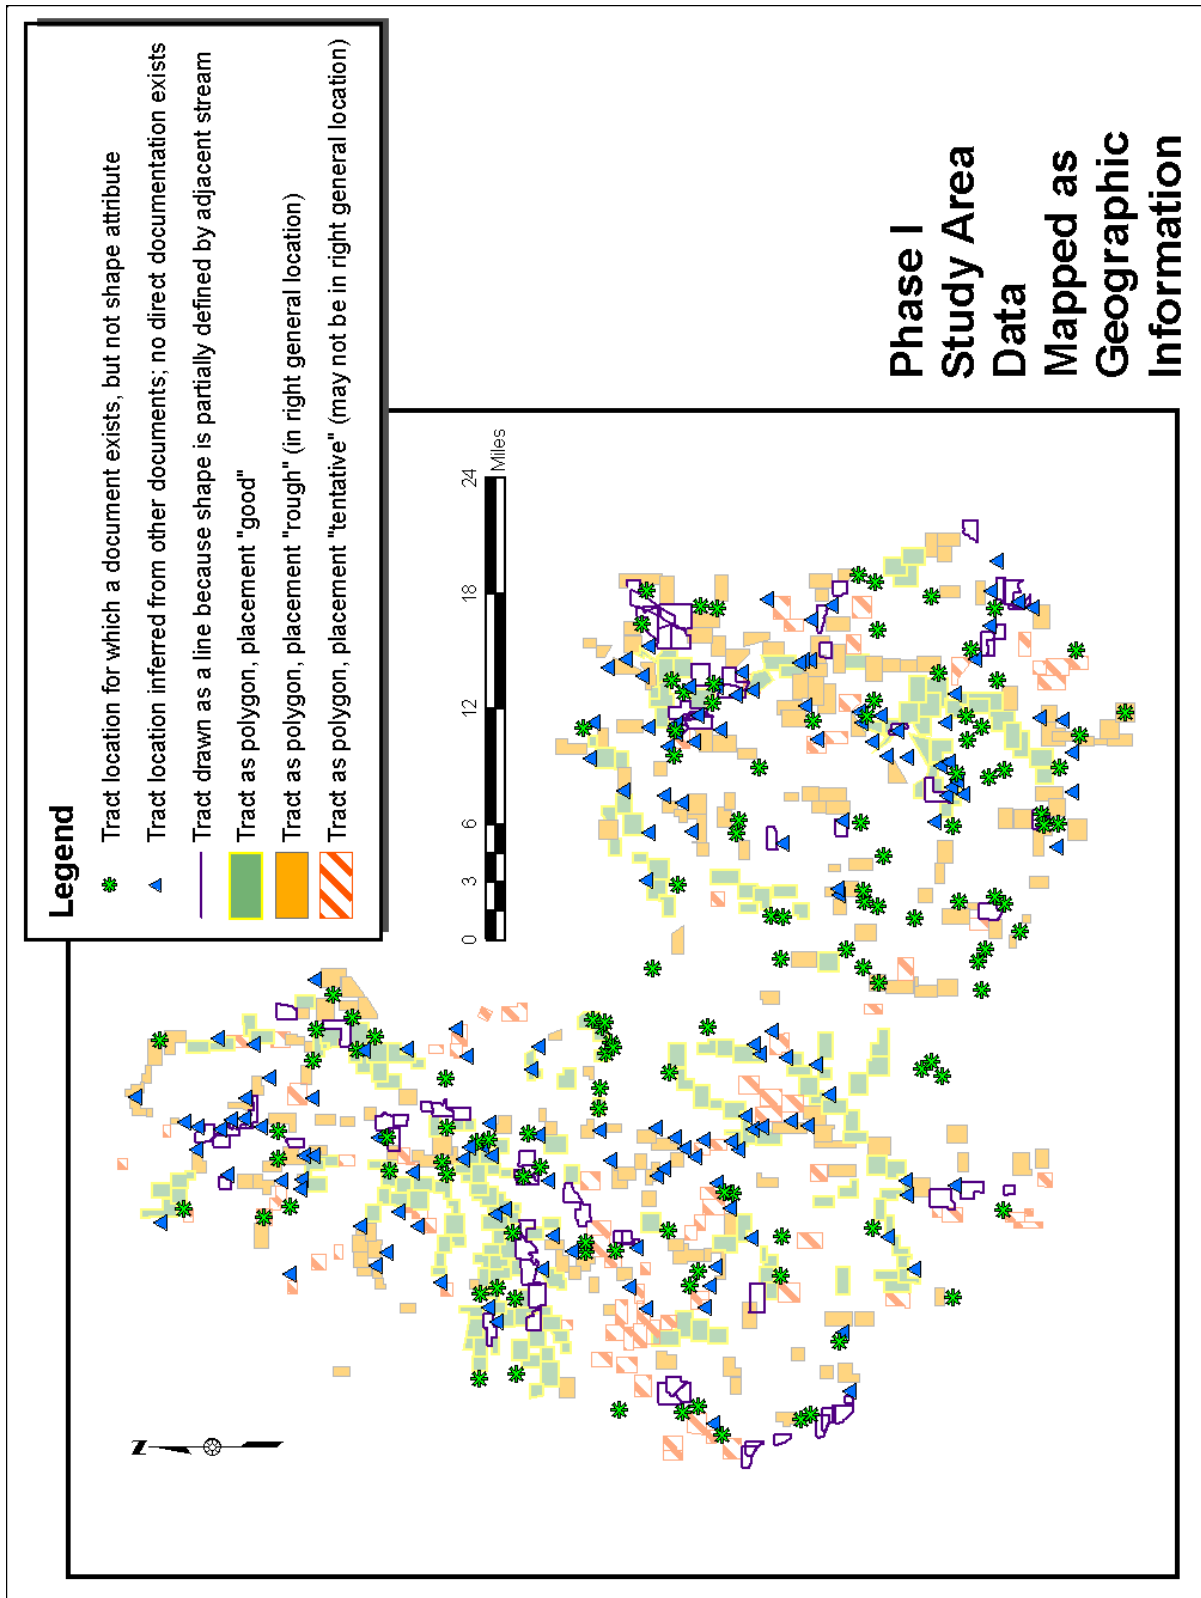 Legend
Tract location for which a document exists, but not shape attribute
Tract location inferred from other documents; no direct documentation exists
Tract drawn as a line because shape is partially defined by adjacent stream
Tract as polygon, placement "good"
Tract as polygon, placement "rough" (in right general location)
Tract as polygon, placement "tentative" (may not be in right general location)
0 3 6 12 18 24
Miles
N
Phase I
Study Area
Data
Mapped as
Geographic
Information